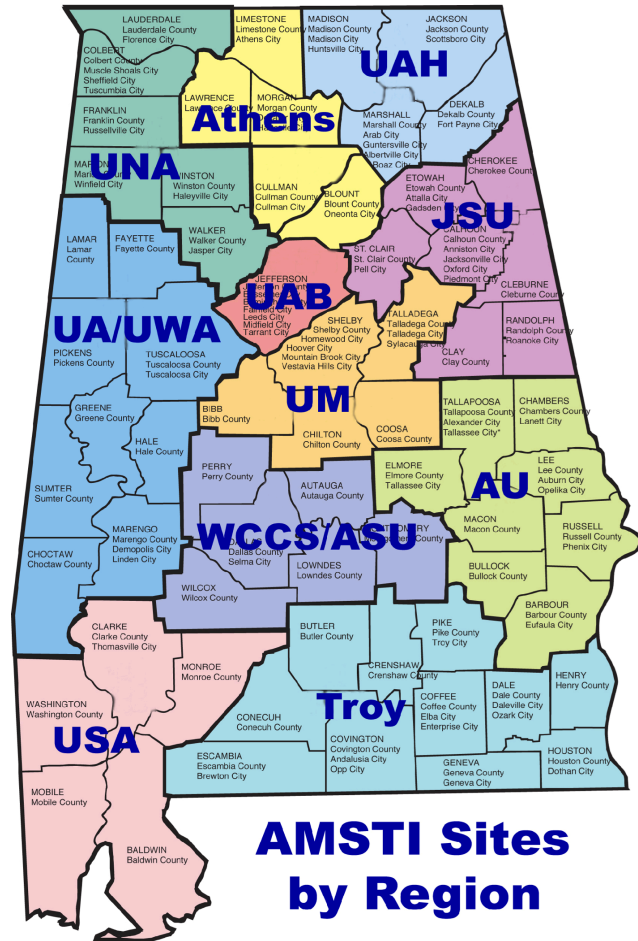 LAUDERDALE
Lauderdale County
Florence City
LIMESTONE
Limestone County
Athens City
MADISON
Madison County
Madison City
Huntsville City
JACKSON
Jackson County
Scottsboro City
UAH
COLBERT
Colbert County
Muscle Shoals City
Sheffield City
Tuscumbia City
FRANKLIN
Franklin County
Russellville City
LAWRENCE
County
MORGAN
Morgan County
Athens
MARSHALL
Marshall County
Arab City
Guntersville City
Albertville City
Boaz City
DEKALB
Dekalb County
Fort Payne City
UNA
Winfield City
WINSTON
Winston County
Haleyville City
CULLMAN
Cullman County
Cullman City
BLOUNT
Blount County
Oneonta City
CHEROKEE
Cherokee County
ETOWAH
Etowah County
Attalla City
Gadsden City
JSU
WALKER
Walker County
Jasper City
LAMAR
Lamar
County
FAYETTE
Fayette County
ST. CLAIR
St. Clair County
Pell City
CALHOUN
Calhoun County
Anniston City
Jacksonville City
Oxford City
Piedmont City
CLEBURNE
Cleburne County
JEFFERSON
UAB
Fairfield City
Leeds City
Midfield City
Tarrant City
UA/UWA
PICKENS
Pickens County
TUSCALOOSA
Tuscaloosa County
Tuscaloosa City
SHELBY
Shelby County
Homewood City
Hoover City
Mountain Brook City
Vestavia Hills City
TALLADEGA
Talladega County
Talladega City
Sylacauga City
RANDOLPH
Randolph County
Roanoke City
CLAY
Clay County
UM
BIBB
Bibb County
CHILTON
Chilton County
COOSA
Coosa County
TALLAPOOSA
Tallapoosa County
Alexander City
Tallassee City*
CHAMBERS
Chambers County
Lanett City
GREENE
Greene County
HALE
Hale County
PERRY
Perry County
AUTAUGA
Autauga County
ELMORE
Elmore County
Tallassee City
AU
LEE
Lee County
Auburn City
Opelika City
SUMTER
Sumter County
MARENGO
Marengo County
Demopolis City
Linden City
WCCS/ASU
Dallas County
Selma City
MACON
Macon County
RUSSELL
Russell County
Phenix City
CHOCTAW
Choctaw County
WILCOX
Wilcox County
LOWNDES
Lowndes County
BULLOCK
Bullock County
BARBOUR
Barbour County
Eufaula City
CLARKE
Clarke County
Thomasville City
MONROE
Monroe County
BUTLER
Butler County
CRENSHAW
Crenshaw County
PIKE
Pike County
Troy City
WASHINGTON
Washington County
USA
CONECUH
Conecuh County
Troy
COFFEE
Coffee County
Elba City
Enterprise City
DALE
Dale County
Daleville City
Ozark City
HENRY
Henry County
ESCAMBIA
Escambia County
Brewton City
COVINGTON
Covington County
Andalusia City
Opp City
GENEVA
Geneva County
Geneva City
HOUSTON
Houston County
Dothan City
MOBILE
Mobile County
BALDWIN
Baldwin County
AMSTI Sites
by Region